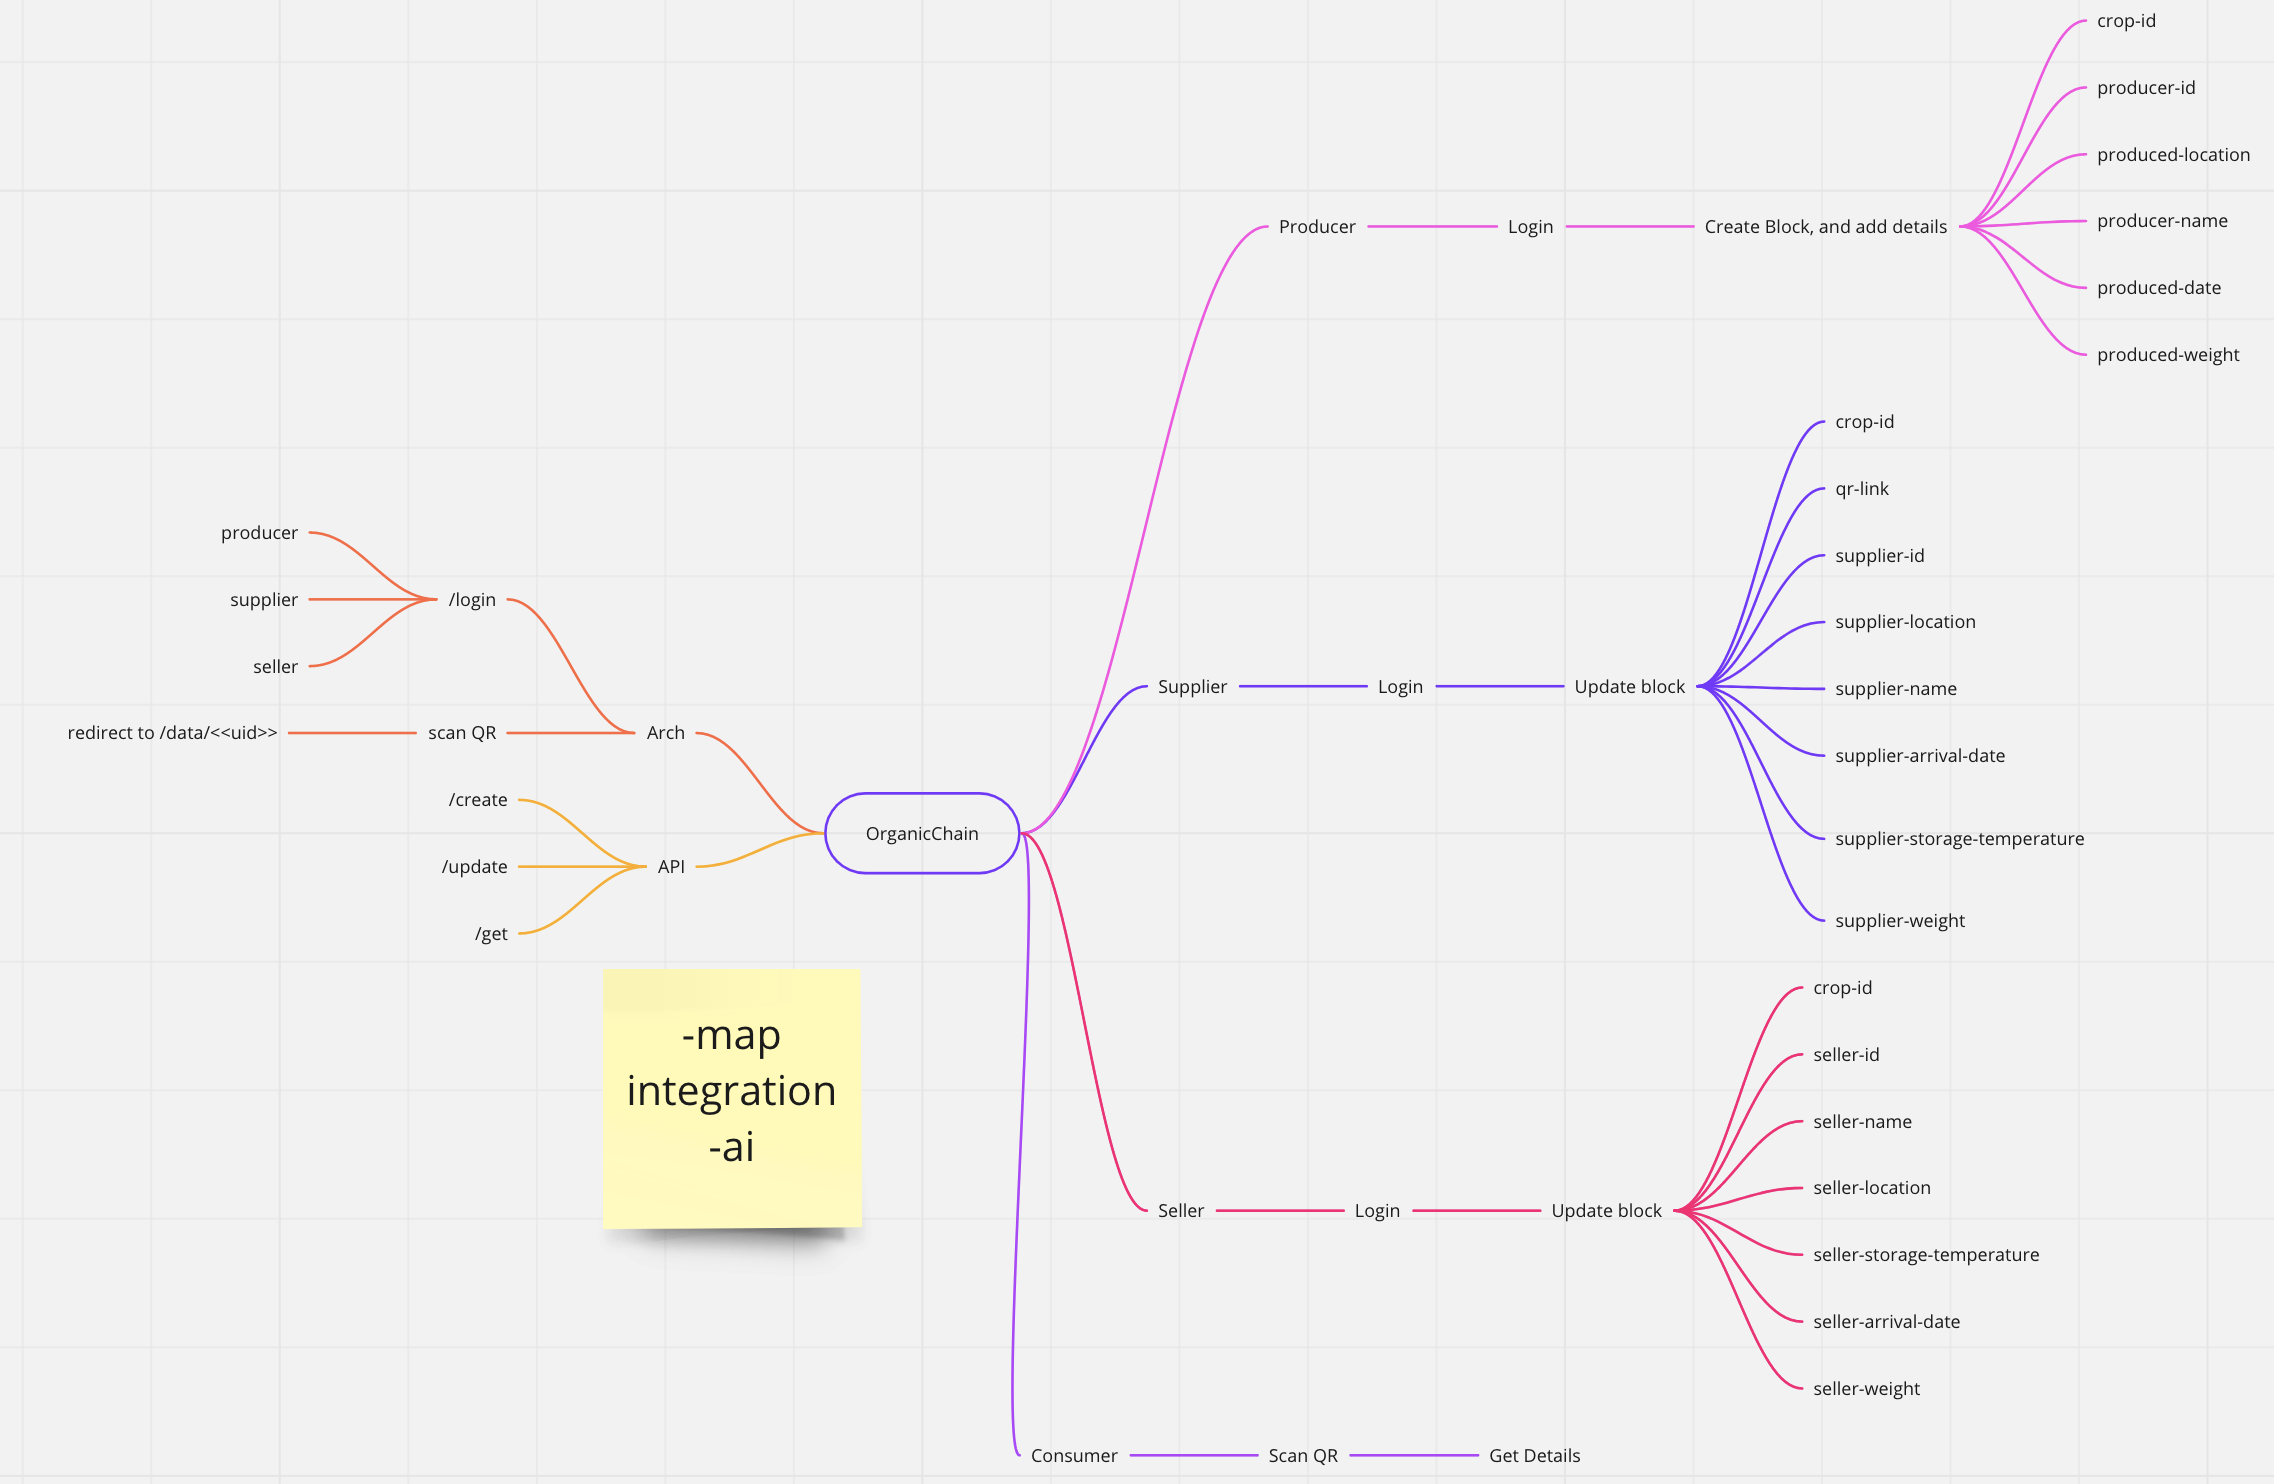 OrganicChain
Producer
Login
Create Block, and add details
crop-id
producer-id
produced-location
producer-name
produced-date
produced-weight
Supplier
Login
Update block
crop-id
qr-link
supplier-id
supplier-location
supplier-name
supplier-arrival-date
supplier-storage-temperature
supplier-weight
Seller
Login
Update block
crop-id
seller-id
seller-name
seller-location
seller-storage-temperature
seller-arrival-date
seller-weight
Consumer
Scan QR
Get Details
Arch
/login
producer
supplier
seller
scan QR
redirect to /data/<<uid>>
API
/create
/update
/get
-map
integration
-ai